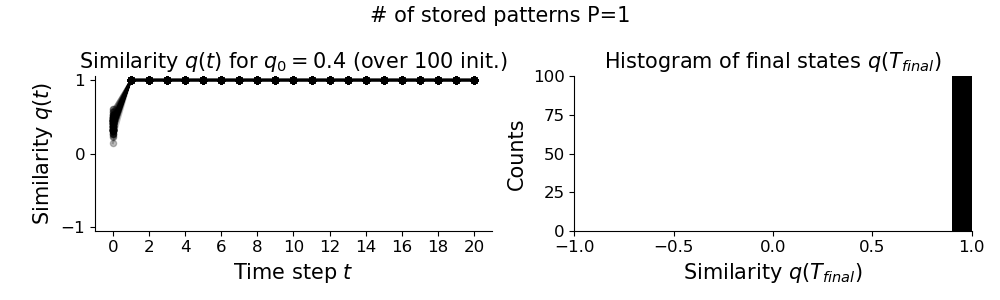 # of stored patterns P=1
Similarity q(t) for q₀ = 0.4 (over 100 init.)
Similarity q(t)
1
0
−1
0 2 4 6 8 10 12 14 16 18 20
Time step t
Histogram of final states q(T_final)
Counts
100
75
50
25
0
−1.0 −0.5 0.0 0.5 1.0
Similarity q(T_final)